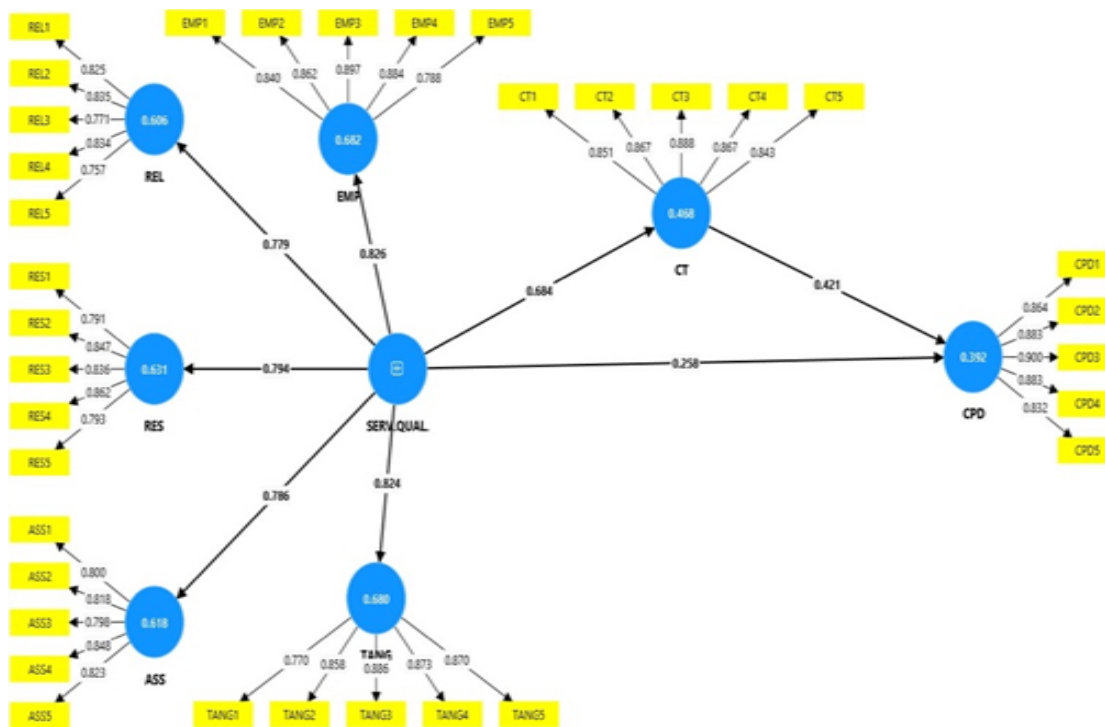 REL1
REL2
REL3
REL4
REL5
0.825
0.835
0.771
0.834
0.757
0.606
REL
EMP1
EMP2
EMP3
EMP4
EMP5
0.840
0.862
0.897
0.884
0.788
0.682
EMP
CT1
CT2
CT3
CT4
CT5
0.851
0.867
0.888
0.867
0.843
0.468
CT
0.779
0.826
0.684
0.421
RES1
RES2
RES3
RES4
RES5
0.791
0.847
0.836
0.862
0.793
0.631
RES
0.794
SERV.QUAL.
0.258
CPD1
CPD2
CPD3
CPD4
CPD5
0.864
0.883
0.900
0.883
0.832
0.392
CPD
0.786
0.824
ASS1
ASS2
ASS3
ASS4
ASS5
0.800
0.818
0.798
0.848
0.823
0.618
ASS
0.680
TANG
0.770
0.858
0.886
0.873
0.870
TANG1
TANG2
TANG3
TANG4
TANG5